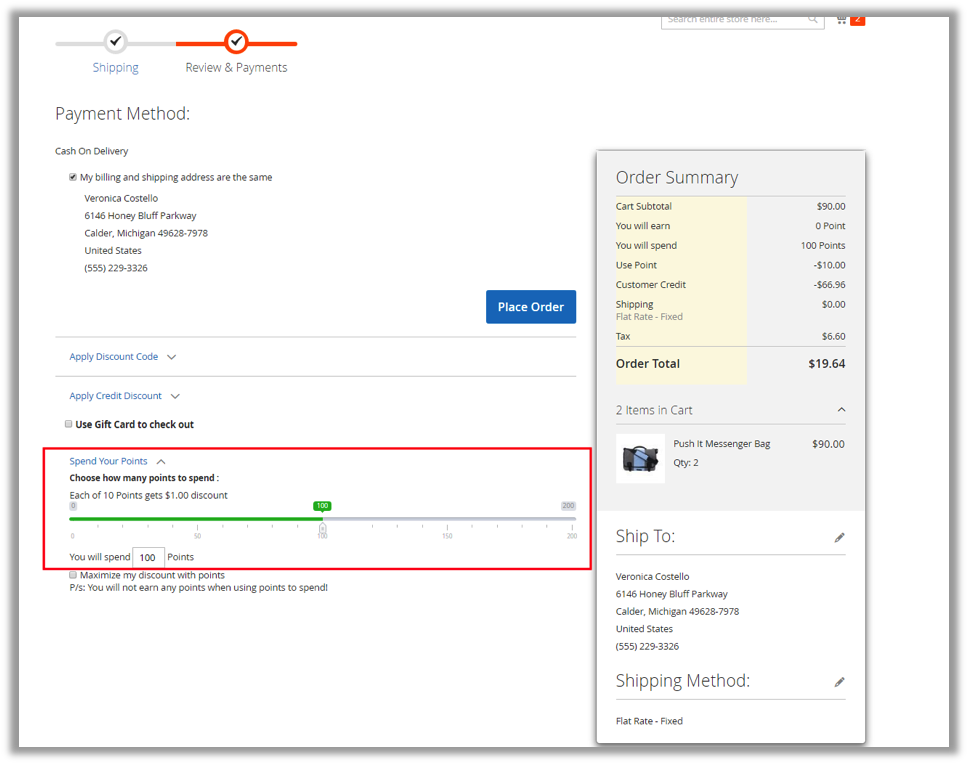 Search entire store here...
2
Shipping
Review & Payments
Payment Method:
Cash On Delivery
My billing and shipping address are the same
Veronica Costello
6146 Honey Bluff Parkway
Calder, Michigan 49628-7978
United States
(555) 229-3326
Place Order
Apply Discount Code
Apply Credit Discount
Use Gift Card to check out
Spend Your Points
Choose how many points to spend :
Each of 10 Points gets $1.00 discount
0 100 200
0 50 100 150 200
You will spend 100 Points
Maximize my discount with points
P/s: You will not earn any points when using points to spend!
Order Summary
Cart Subtotal $90.00
You will earn 0 Point
You will spend 100 Points
Use Point -$10.00
Customer Credit -$66.96
Shipping $0.00
Flat Rate - Fixed
Tax $6.60
Order Total $19.64
2 Items in Cart
Push It Messenger Bag $90.00
Qty: 2
Ship To:
Veronica Costello
6146 Honey Bluff Parkway
Calder, Michigan 49628-7978
United States
(555) 229-3326
Shipping Method:
Flat Rate - Fixed